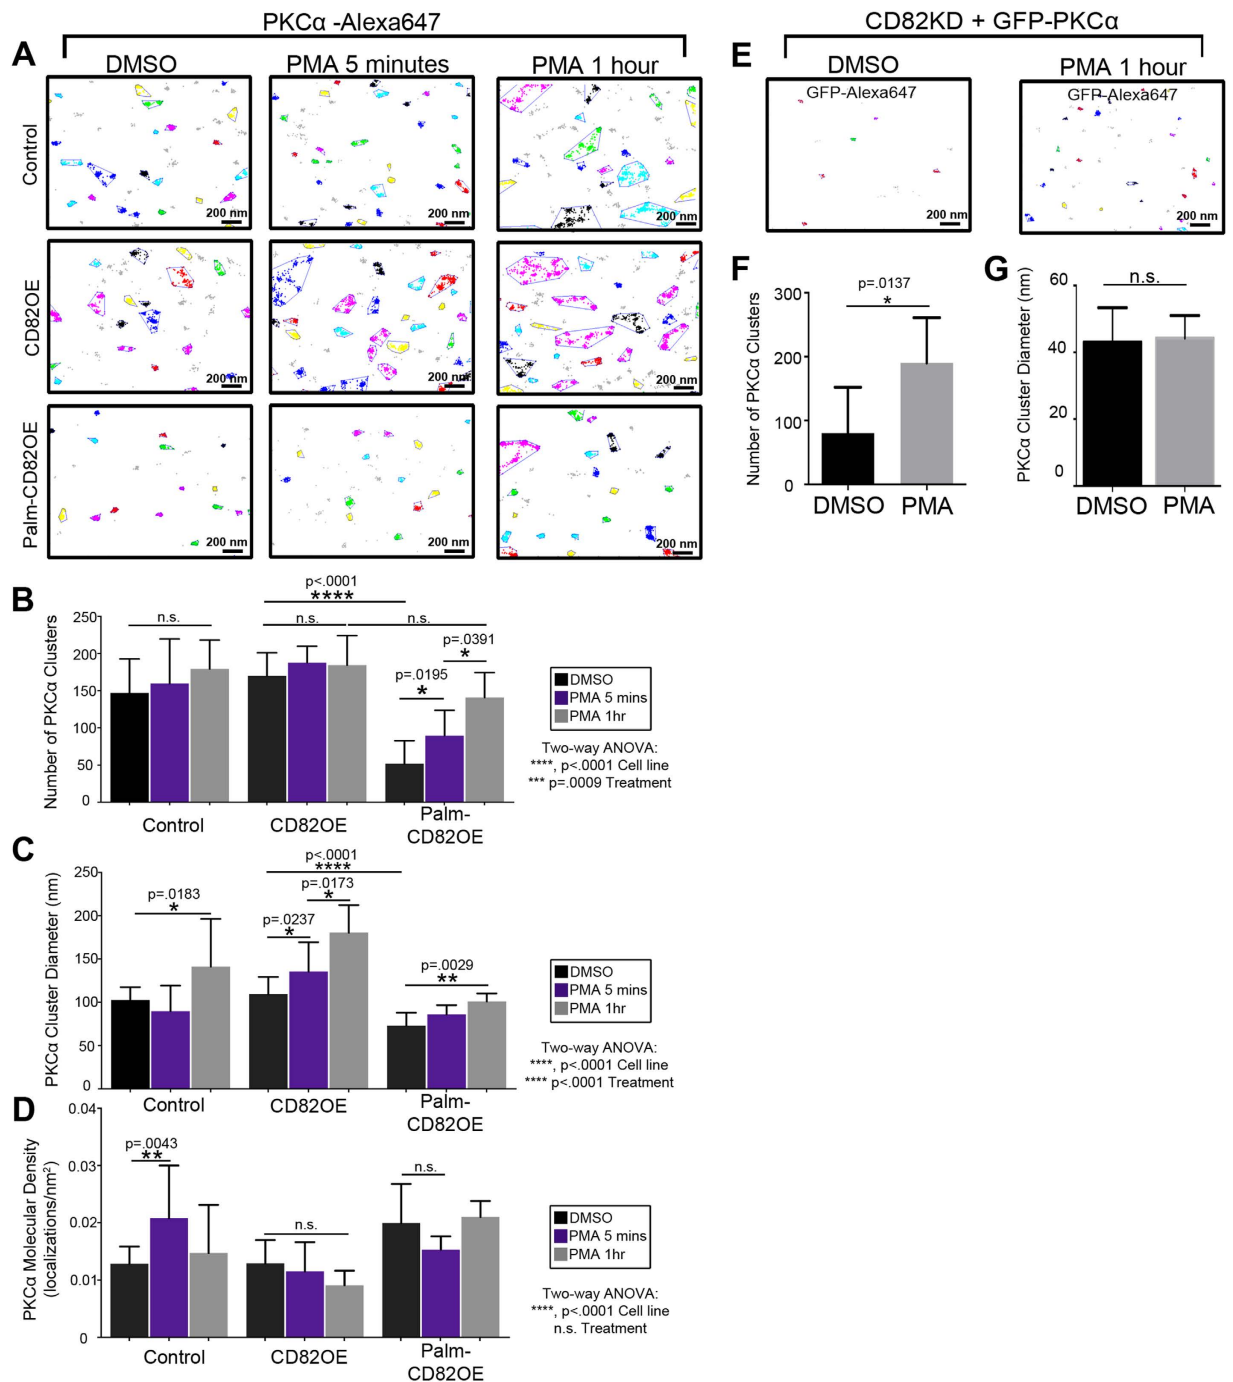 PKCα -Alexa647
A
DMSO
PMA 5 minutes
PMA 1 hour
Control
200 nm
200 nm
200 nm
CD82OE
200 nm
200 nm
200 nm
Palm-CD82OE
200 nm
200 nm
200 nm
CD82KD + GFP-PKCα
E
DMSO
PMA 1 hour
GFP-Alexa647
GFP-Alexa647
200 nm
200 nm
F
p=.0137
*
Number of PKCα Clusters
300
200
100
0
DMSO
PMA
G
n.s.
PKCα Cluster Diameter (nm)
60
40
20
0
DMSO
PMA
B
p<.0001
****
n.s.
n.s.
n.s.
p=.0391
*
p=.0195
*
Number of PKCα Clusters
250
200
150
100
50
0
Control
CD82OE
Palm-
CD82OE
DMSO
PMA 5 mins
PMA 1hr
Two-way ANOVA:
****, p<.0001 Cell line
*** p=.0009 Treatment
C
p<.0001
****
p=.0173
*
p=.0183
*
p=.0237
*
p=.0029
**
PKCα Cluster Diameter (nm)
250
200
150
100
50
0
Control
CD82OE
Palm-
CD82OE
DMSO
PMA 5 mins
PMA 1hr
Two-way ANOVA:
****, p<.0001 Cell line
**** p<.0001 Treatment
D
p=.0043
**
n.s.
n.s.
PKCα Molecular Density
(localizations/nm²)
0.04
0.03
0.02
0.01
0
Control
CD82OE
Palm-
CD82OE
DMSO
PMA 5 mins
PMA 1hr
Two-way ANOVA:
****, p<.0001 Cell line
n.s. Treatment